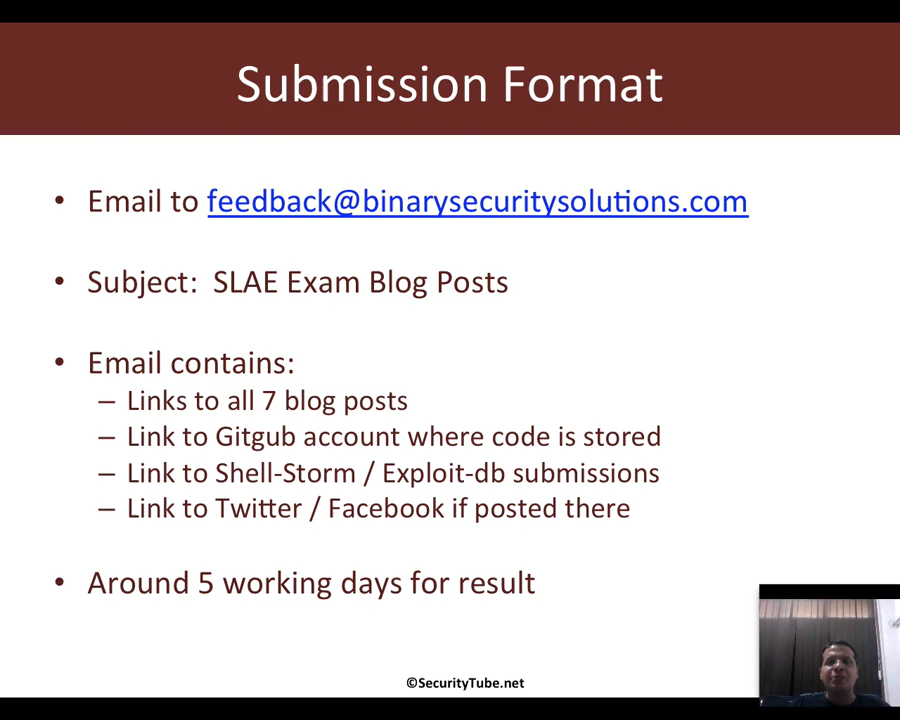 Submission Format
• Email to feedback@binarysecuritysolutions.com
• Subject:  SLAE Exam Blog Posts
• Email contains:
– Links to all 7 blog posts
– Link to Gitgub account where code is stored
– Link to Shell-Storm / Exploit-db submissions
– Link to Twitter / Facebook if posted there
• Around 5 working days for result
©SecurityTube.net